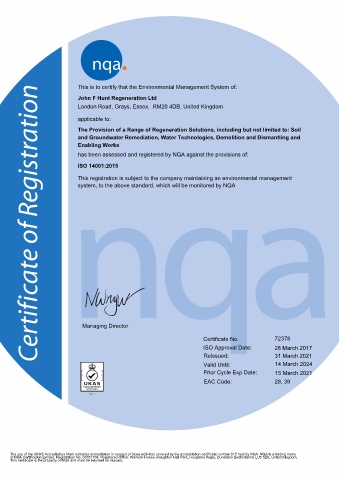 nqa.
Certificate of Registration
This is to certify that the Environmental Management System of:
John F Hunt Regeneration Ltd
London Road, Grays, Essex, RM20 4DB, United Kingdom
applicable to:
The Provision of a Range of Regeneration Solutions, including but not limited to: Soil
and Groundwater Remediation, Water Technologies, Demolition and Dismantling and
Enabling Works
has been assessed and registered by NQA against the provisions of:
ISO 14001:2015
This registration is subject to the company maintaining an environmental management
system, to the above standard, which will be monitored by NQA
nqa
Managing Director
Certificate No. 72378
ISO Approval Date: 28 March 2017
Reissued: 31 March 2021
Valid Until: 14 March 2024
Prior Cycle Exp Date: 15 March 2021
EAC Code: 28, 39
UKAS